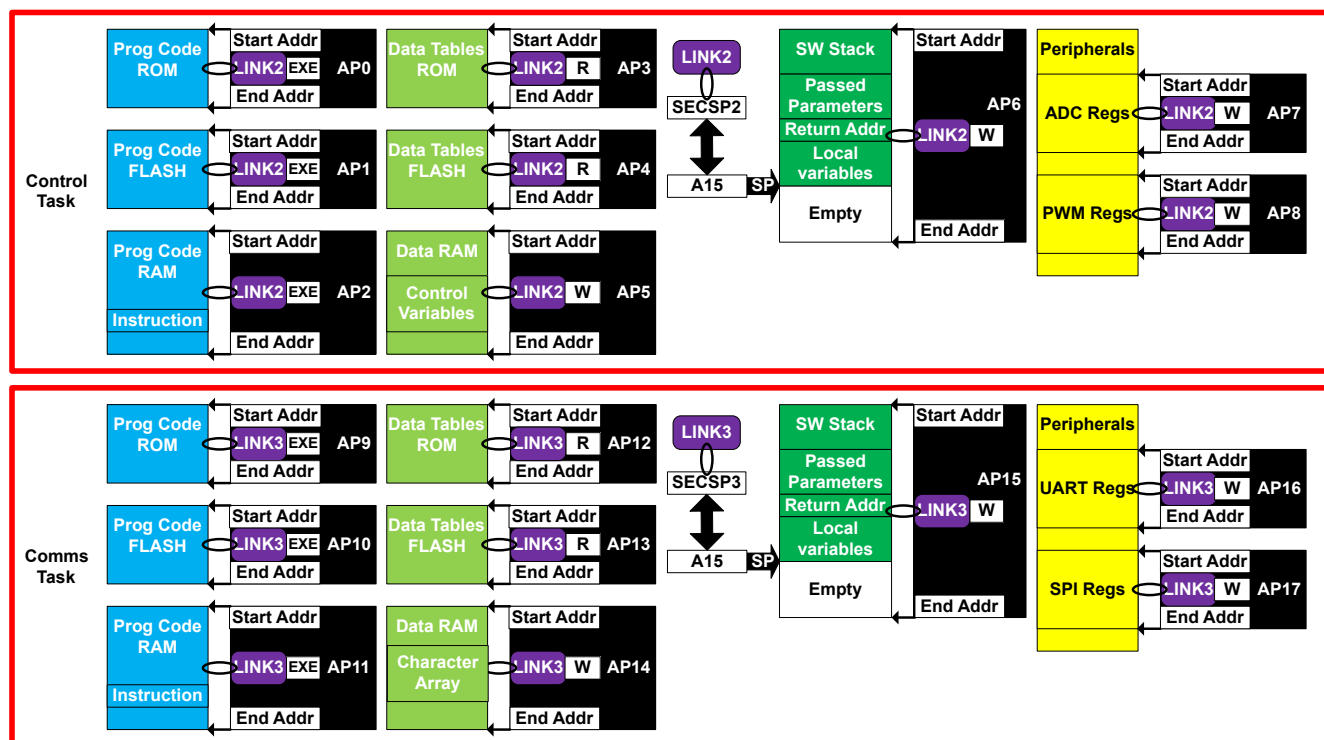 Control
Task
Prog Code
ROM
Start Addr
LINK2 EXE
End Addr
AP0
Data Tables
ROM
Start Addr
LINK2 R
End Addr
AP3
Prog Code
FLASH
Start Addr
LINK2 EXE
End Addr
AP1
Data Tables
FLASH
Start Addr
LINK2 R
End Addr
AP4
Prog Code
RAM
Instruction
Start Addr
LINK2 EXE
End Addr
AP2
Data RAM
Control
Variables
Start Addr
LINK2 W
End Addr
AP5
LINK2
SECSP2
A15
SP
SW Stack
Passed
Parameters
Return Addr
Local
variables
Empty
Start Addr
LINK2 W
End Addr
AP6
Peripherals
ADC Regs
Start Addr
LINK2 W
End Addr
AP7
PWM Regs
Start Addr
LINK2 W
End Addr
AP8
Comms
Task
Prog Code
ROM
Start Addr
LINK3 EXE
End Addr
AP9
Data Tables
ROM
Start Addr
LINK3 R
End Addr
AP12
Prog Code
FLASH
Start Addr
LINK3 EXE
End Addr
AP10
Data Tables
FLASH
Start Addr
LINK3 R
End Addr
AP13
Prog Code
RAM
Instruction
Start Addr
LINK3 EXE
End Addr
AP11
Data RAM
Character
Array
Start Addr
LINK3 W
End Addr
AP14
LINK3
SECSP3
A15
SP
SW Stack
Passed
Parameters
Return Addr
Local
variables
Empty
Start Addr
LINK3 W
End Addr
AP15
Peripherals
UART Regs
Start Addr
LINK3 W
End Addr
AP16
SPI Regs
Start Addr
LINK3 W
End Addr
AP17